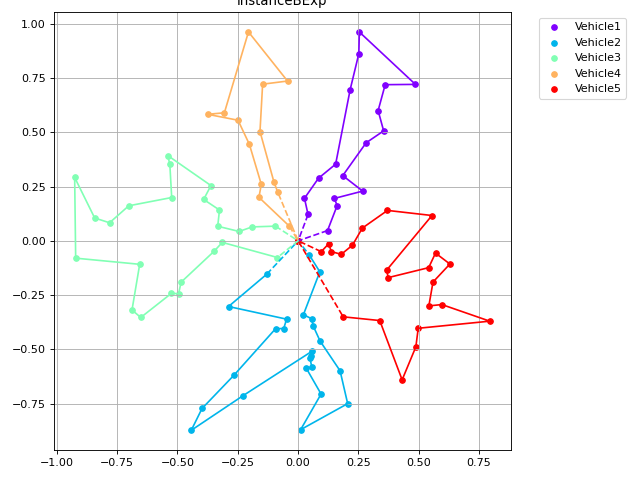 InstanceBExp
1.00
0.75
0.50
0.25
0.00
−0.25
−0.50
−0.75
−1.00 −0.75 −0.50 −0.25 0.00 0.25 0.50 0.75
Vehicle1
Vehicle2
Vehicle3
Vehicle4
Vehicle5